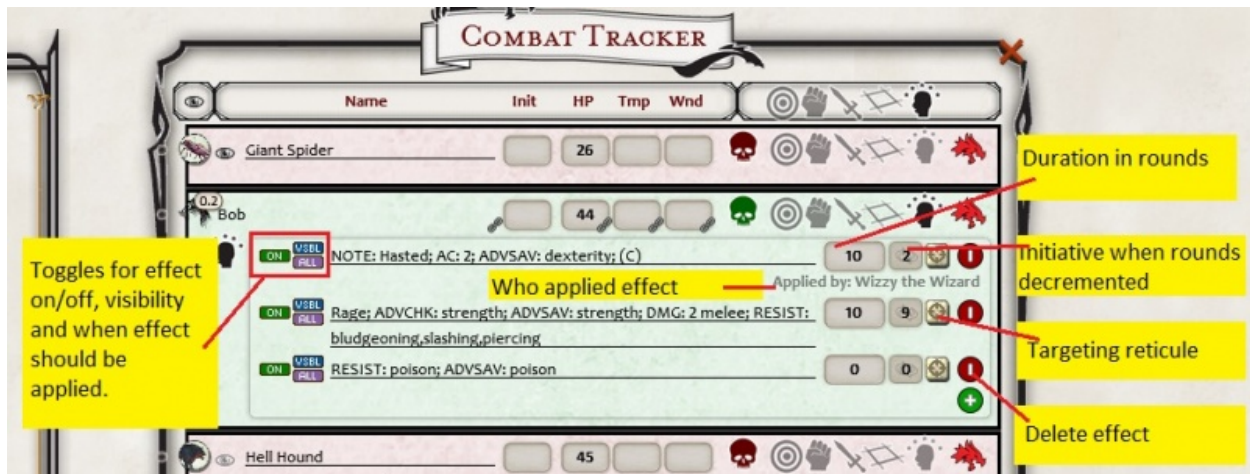 COMBAT TRACKER
Name Init HP Tmp Wnd
Giant Spider 26
Duration in rounds
0.2
Bob 44
Toggles for effect
on/off, visibility
and when effect
should be
applied.
ON VSBL ALL NOTE: Hasted; AC: 2; ADVSAV: dexterity; (C) 10 2
Initiative when rounds
decremented
Who applied effect
Applied by: Wizzy the Wizard
ON VSBL ALL Rage; ADVCHK: strength; ADVSAV: strength; DMG: 2 melee; RESIST: 10 9
bludgeoning,slashing,piercing
Targeting reticule
ON VSBL ALL RESIST: poison; ADVSAV: poison 0 0
Delete effect
Hell Hound 45